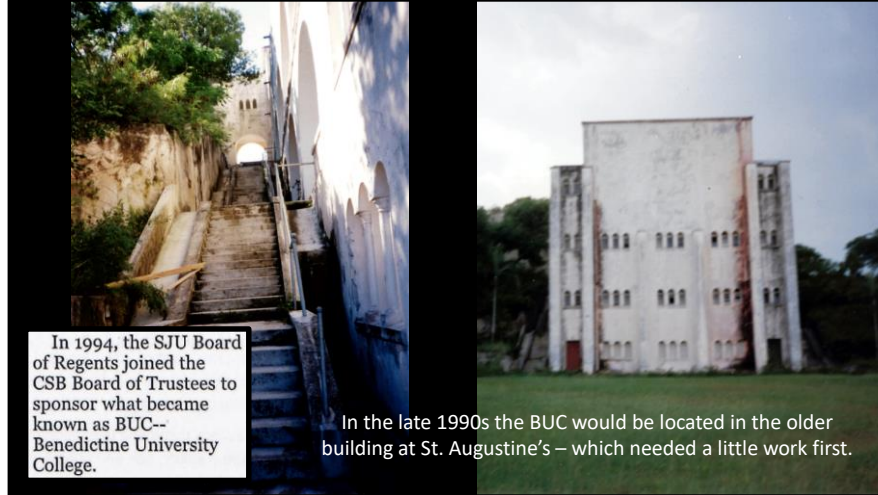 In 1994, the SJU Board
of Regents joined the
CSB Board of Trustees to
sponsor what became
known as BUC--
Benedictine University
College.
In the late 1990s the BUC would be located in the older
building at St. Augustine's – which needed a little work first.